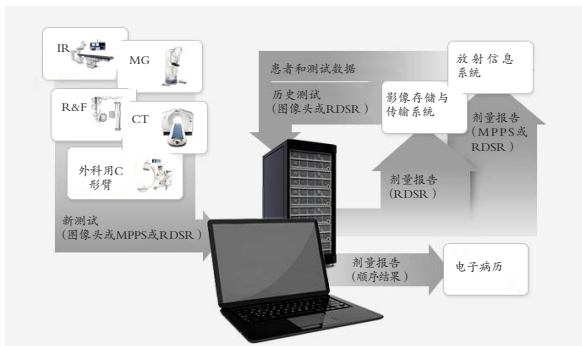 IR
MG
R&F
CT
外科用C
形臂
新测试
(图像头或MPPS或RDSR)
患者和测试数据
历史测试
(图像头或RDSR)
影像存储与
传输系统
放射信息
系统
剂量报告
(MPPS或
RDSR)
剂量报告
(RDSR)
剂量报告
(顺序结果)
电子病历